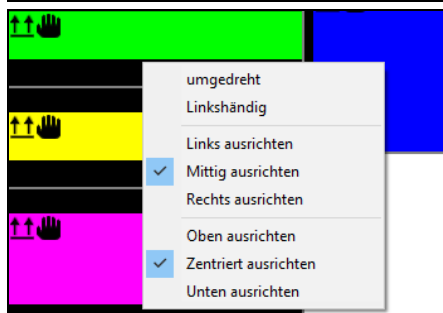 umgedreht
Linkshändig
Links ausrichten
Mittig ausrichten
Rechts ausrichten
Oben ausrichten
Zentriert ausrichten
Unten ausrichten